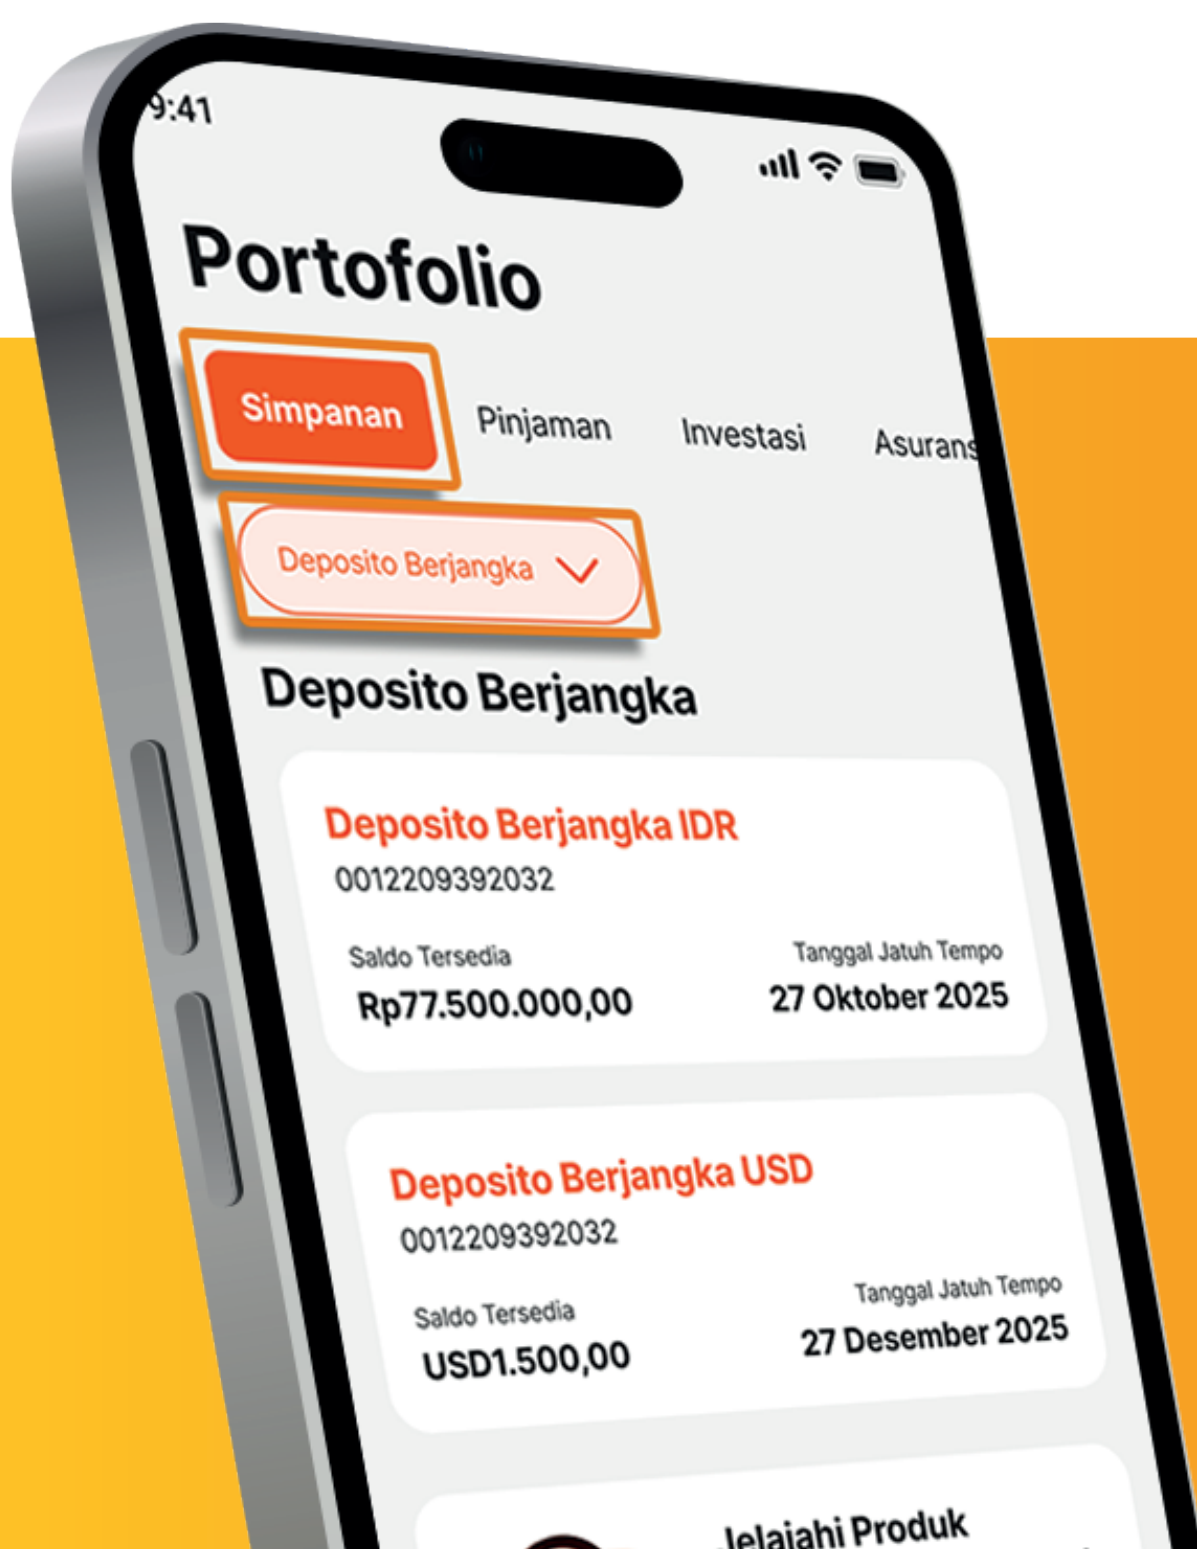 9:41
Portofolio
Simpanan Pinjaman Investasi Asurans
Deposito Berjangka
Deposito Berjangka
Deposito Berjangka IDR
0012209392032
Saldo Tersedia Tanggal Jatuh Tempo
Rp77.500.000,00 27 Oktober 2025
Deposito Berjangka USD
0012209392032
Saldo Tersedia Tanggal Jatuh Tempo
USD1.500,00 27 Desember 2025
Jelajahi Produk